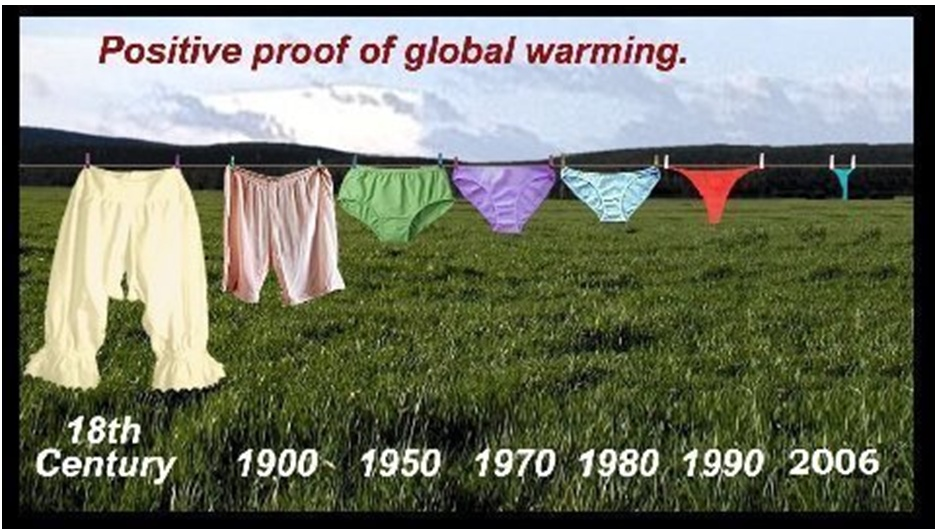 Positive proof of global warming.
18th
Century 1900 1950 1970 1980 1990 2006